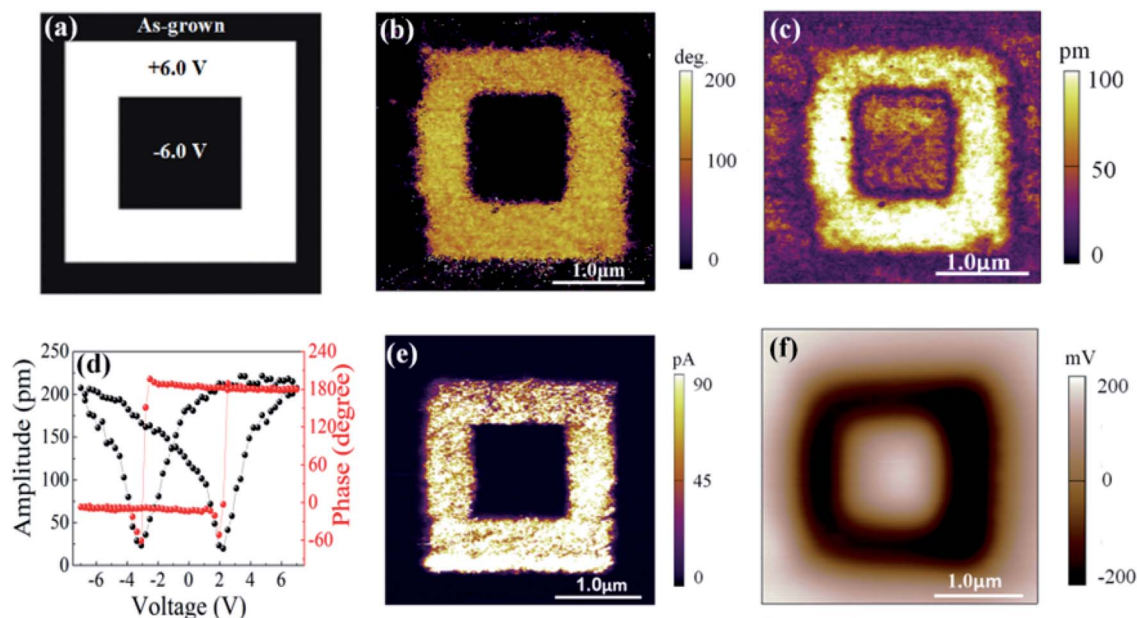 (a)
As-grown
+6.0 V
-6.0 V
(b)
deg.
200
100
0
1.0μm
(c)
pm
100
50
0
1.0μm
(d)
Amplitude (pm)
250
200
150
100
50
0
-6 -4 -2 0 2 4 6
Voltage (V)
240
180
120
60
0
-60
Phase (degree)
(e)
pA
90
45
0
1.0μm
(f)
mV
200
0
-200
1.0μm